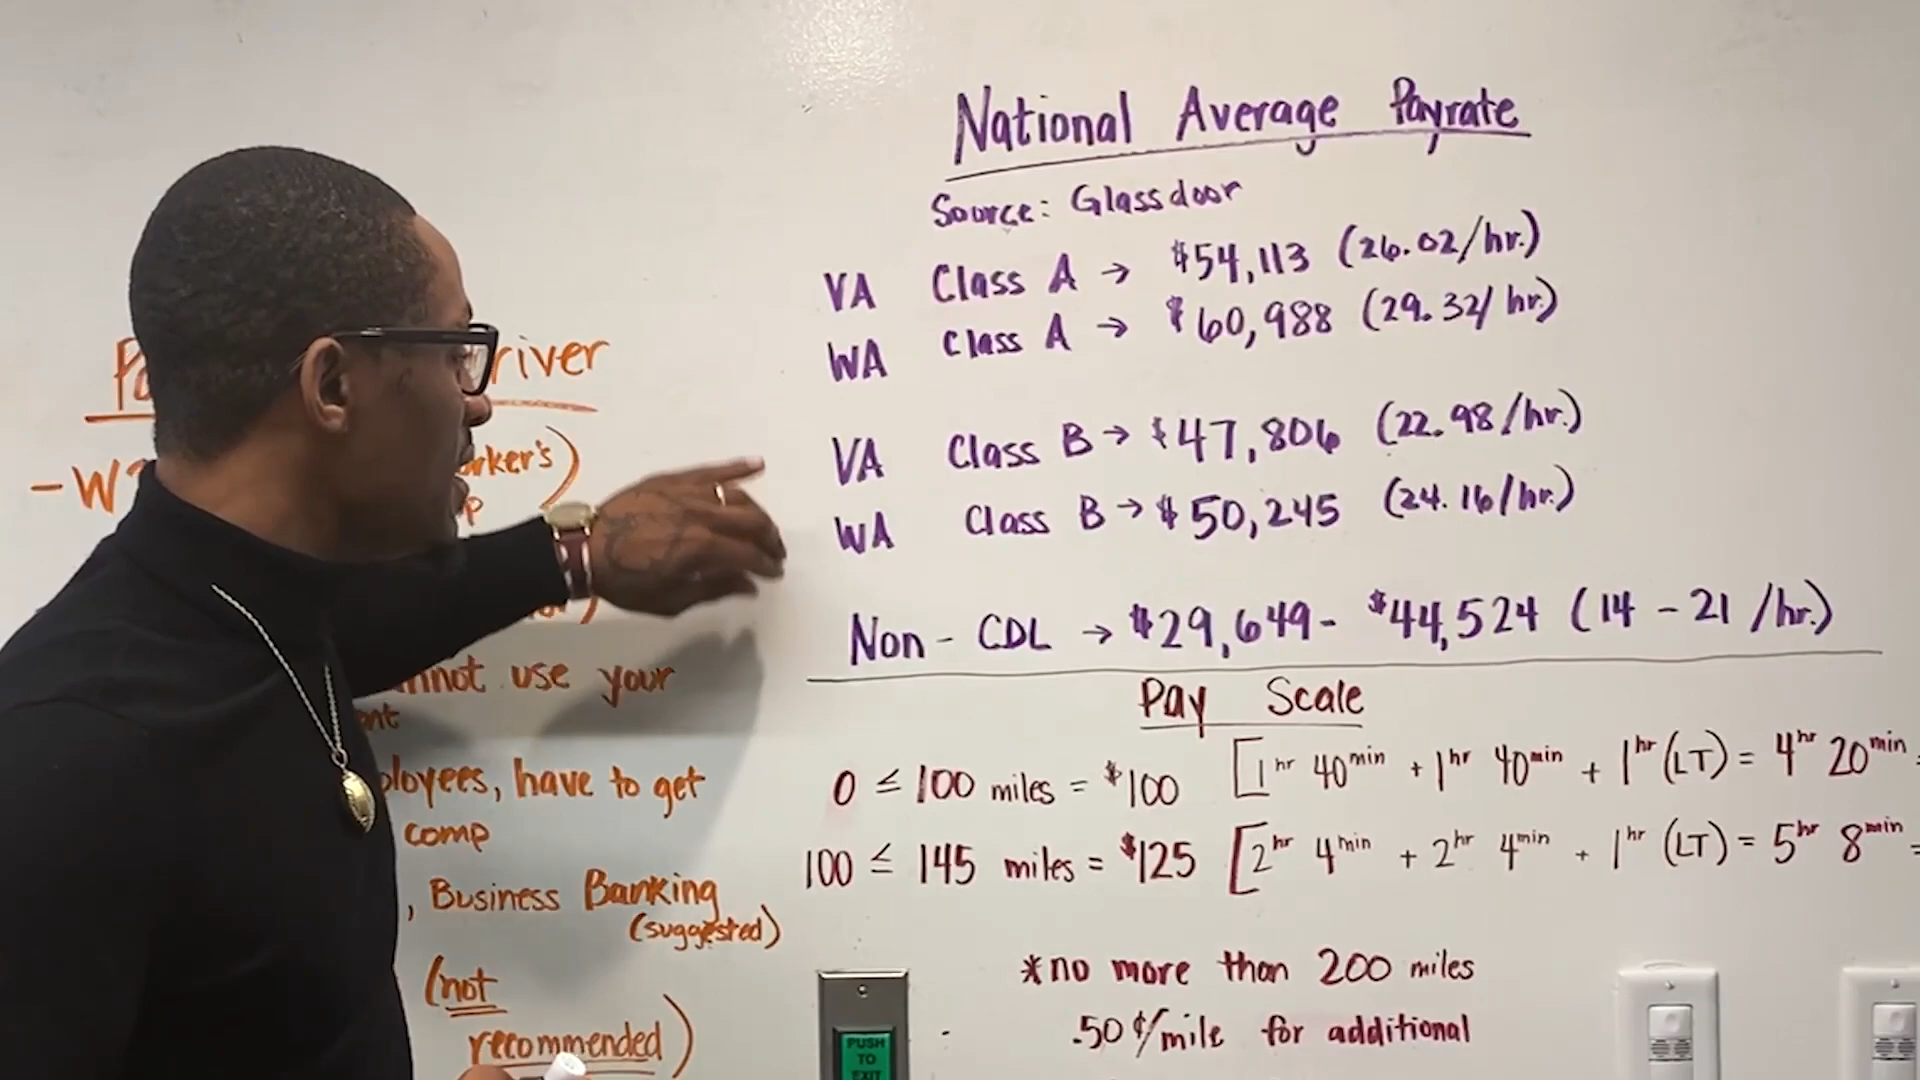 National Average Payrate
Source: Glassdoor
VA Class A → $54,113 (26.02/hr.)
WA Class A → $60,988 (29.32/hr.)
VA Class B → $47,806 (22.98/hr.)
WA Class B → $50,245 (24.16/hr.)
Non-CDL → $29,649- $44,524 (14-21/hr.)
Pay Scale
0 ≤ 100 miles = $100 [1hr 40min + 1hr 40min + 1hr (LT) = 4hr 20min =
100 ≤ 145 miles = $125 [2hr 4min + 2hr 4min + 1hr (LT) = 5hr 8min =
*no more than 200 miles
.50¢/mile for additional
river
-W
rker's)
use your
ployees, have to get
comp
, Business Banking
(suggested)
(not
recommended)
PUSH
TO
EXIT